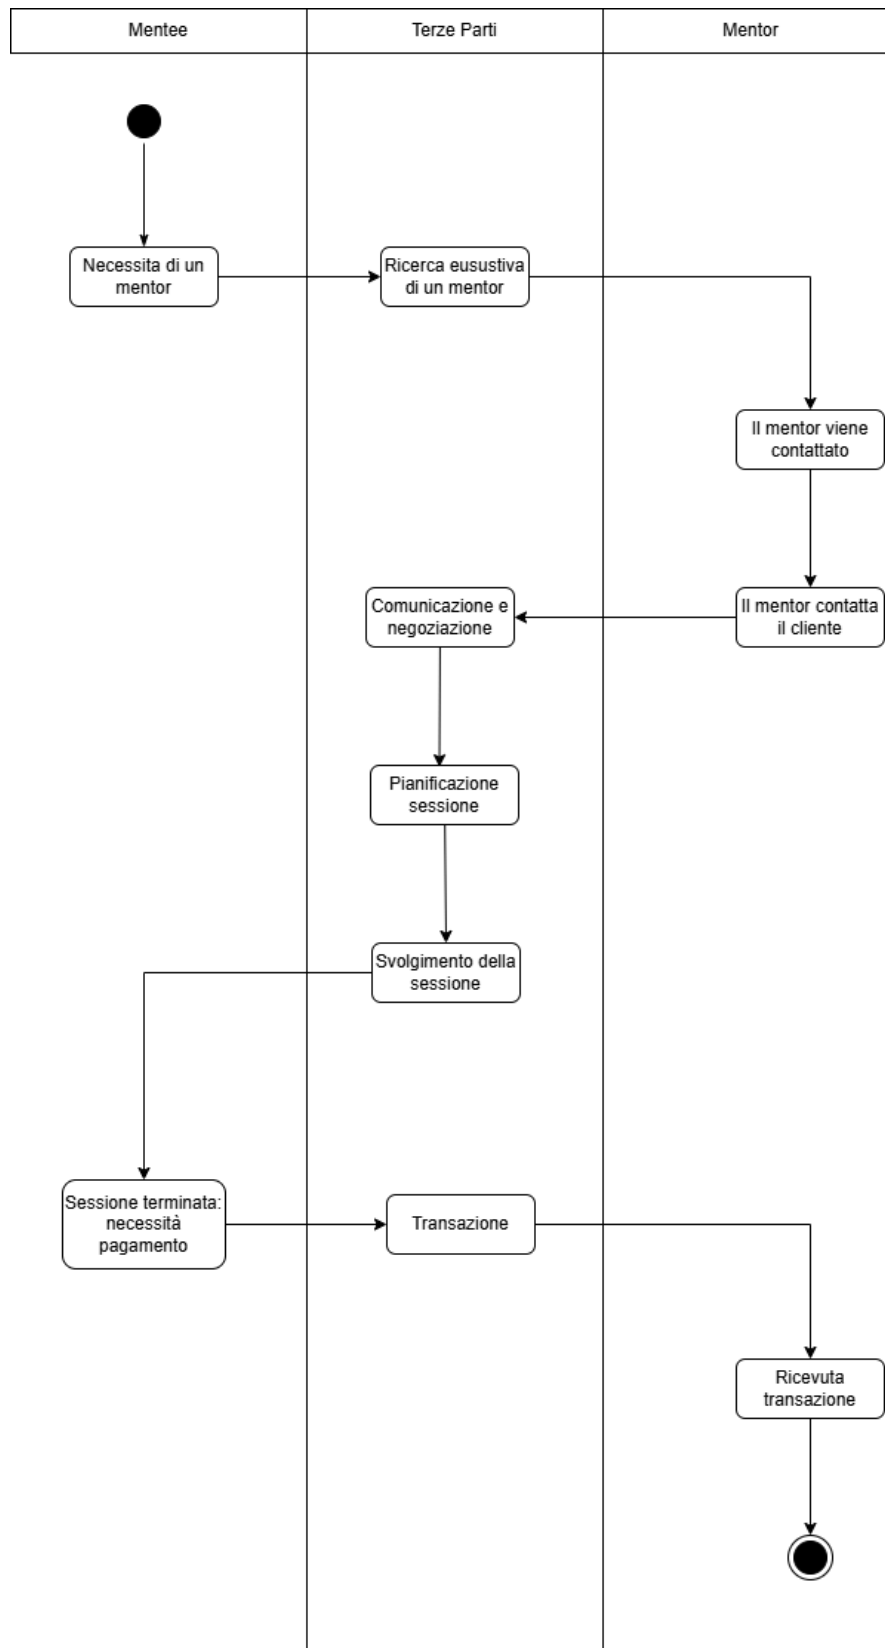 Mentee
Terze Parti
Mentor
Necessita di un
mentor
Ricerca eusustiva
di un mentor
Il mentor viene
contattato
Il mentor contatta
il cliente
Comunicazione e
negoziazione
Pianificazione
sessione
Svolgimento della
sessione
Sessione terminata:
necessità
pagamento
Transazione
Ricevuta
transazione